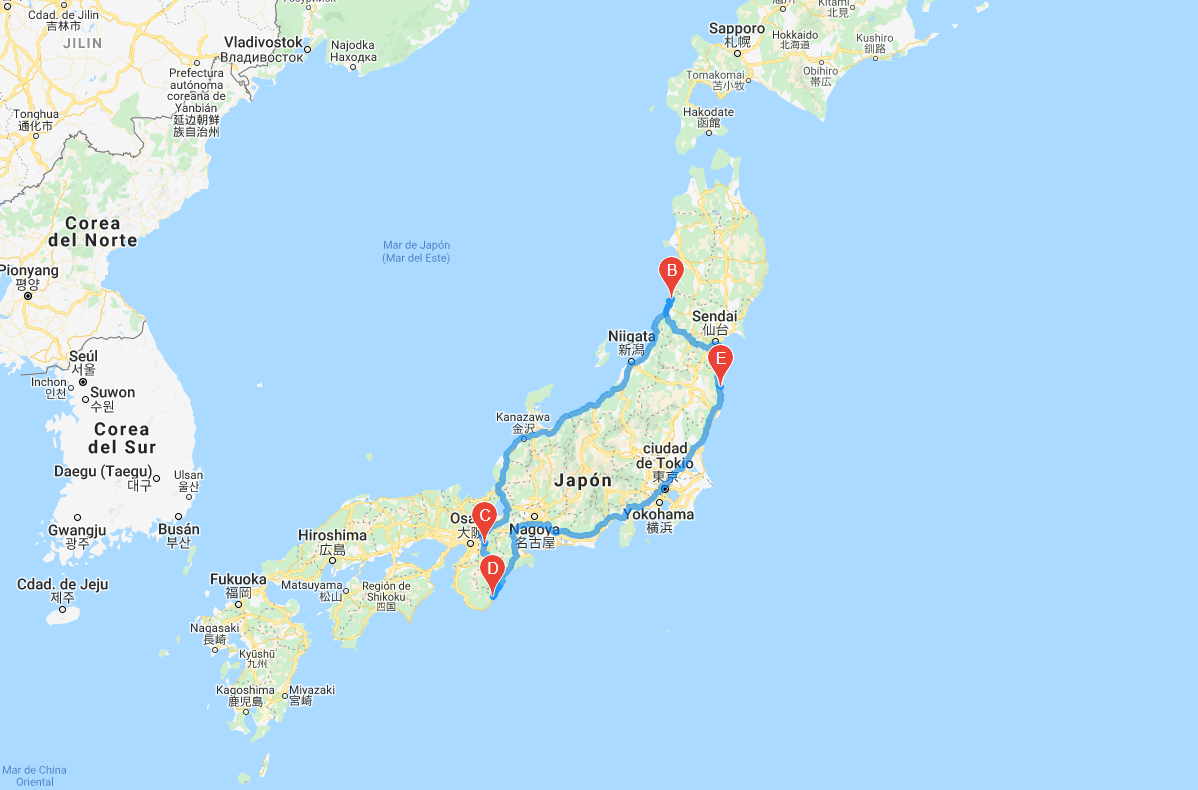 Cdad. de Jilin
吉林市
JILIN
Vladivostok
Владивосток
Najodka
Находка
Prefectura
autónoma
coreana de
Yanbián
延边朝鲜
族自治州
Tonghua
通化市
Sapporo
札幌
Hokkaido
北海道
Kitami
北見
Kushiro
釧路
Tomakomai
苫小牧
Obihiro
帯広
Hakodate
函館
Corea
del Norte
Mar de Japón
(Mar del Este)
Pionyang
평양
B
Sendai
仙台
Niigata
新潟
E
Seúl
서울
Inchon
인천
Suwon
수원
Corea
del Sur
Kanazawa
金沢
ciudad
de Tokio
東京
Japón
Daegu (Taegu)
대구
Ulsan
울산
Gwangju
광주
Busán
부산
Hiroshima
広島
Osa
大阪
C
Nagoya
名古屋
Yokohama
横浜
D
Cdad. de Jeju
제주
Fukuoka
福岡
Matsuyama
松山
Región de
Shikoku
四国
Nagasaki
長崎
Kyūshū
九州
Kagoshima
鹿児島
Miyazaki
宮崎
Mar de China
Oriental